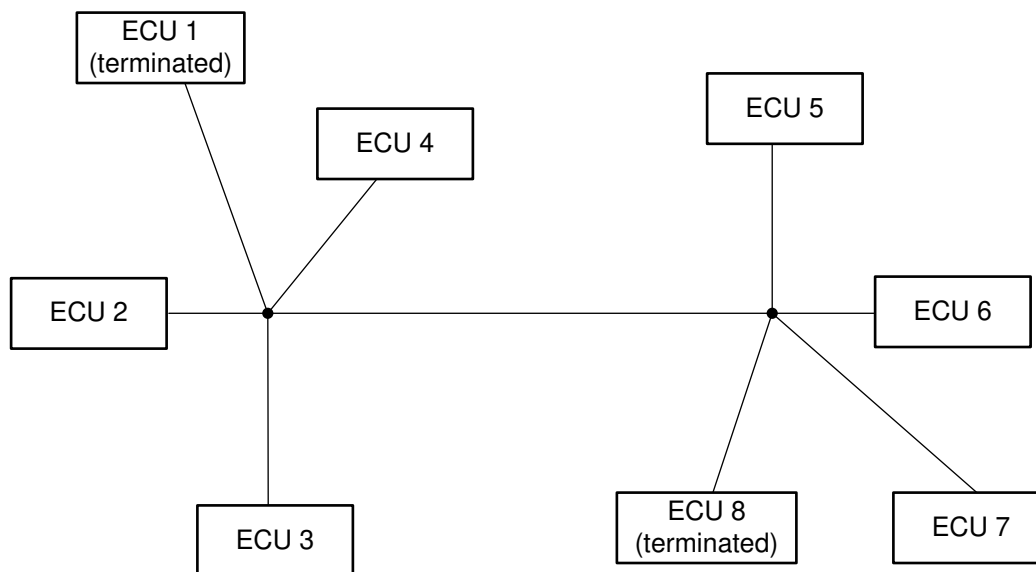 ECU 1
(terminated)
ECU 4
ECU 5
ECU 2
ECU 6
ECU 3
ECU 8
(terminated)
ECU 7